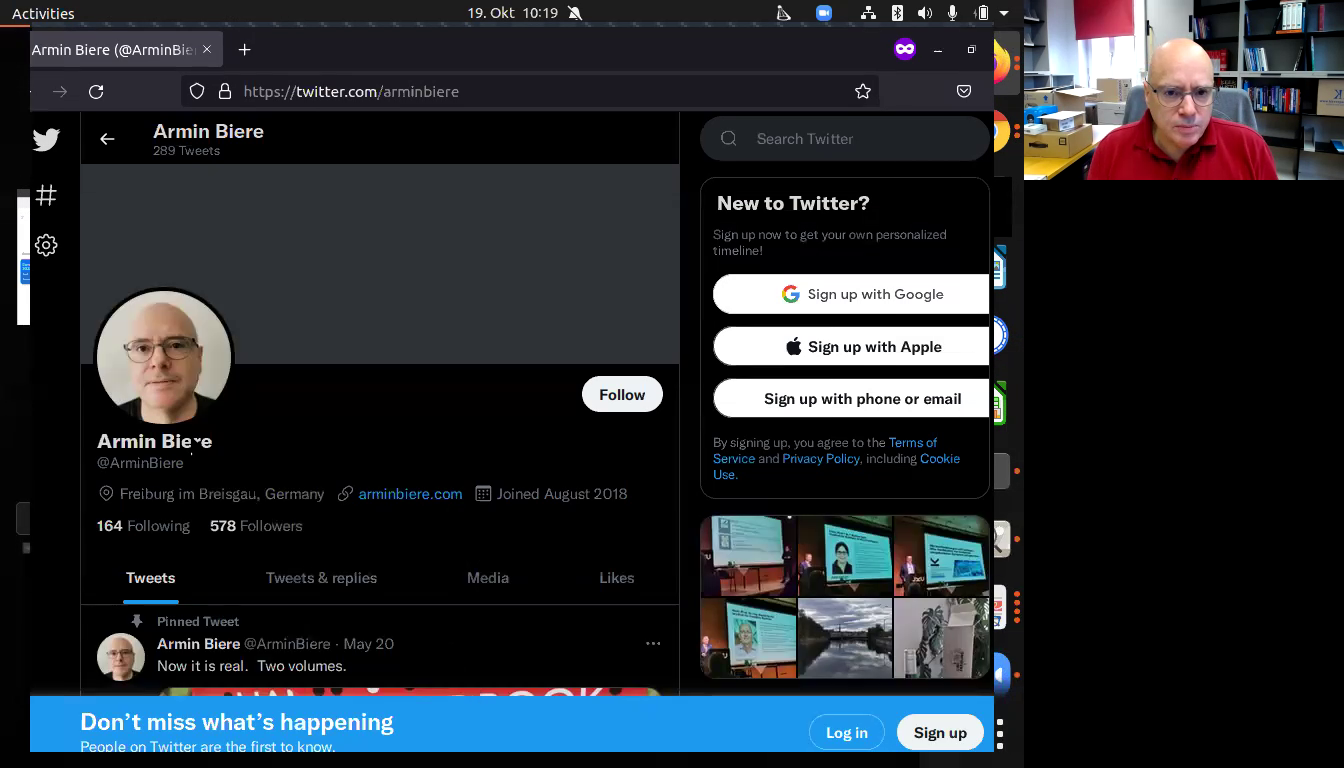 Activities
19. Okt 10:19
Armin Biere (@ArminBie
https://twitter.com/arminbiere
Armin Biere
289 Tweets
Search Twitter
New to Twitter?
Sign up now to get your own personalized
timeline!
Sign up with Google
Sign up with Apple
Sign up with phone or email
By signing up, you agree to the Terms of
Service and Privacy Policy, including Cookie
Use.
Follow
Armin Biere
@ArminBiere
Freiburg im Breisgau, Germany
arminbiere.com
Joined August 2018
164 Following
578 Followers
Tweets
Tweets & replies
Media
Likes
Pinned Tweet
Armin Biere @ArminBiere · May 20
Now it is real. Two volumes.
Don't miss what's happening
People on Twitter are the first to know.
Log in
Sign up